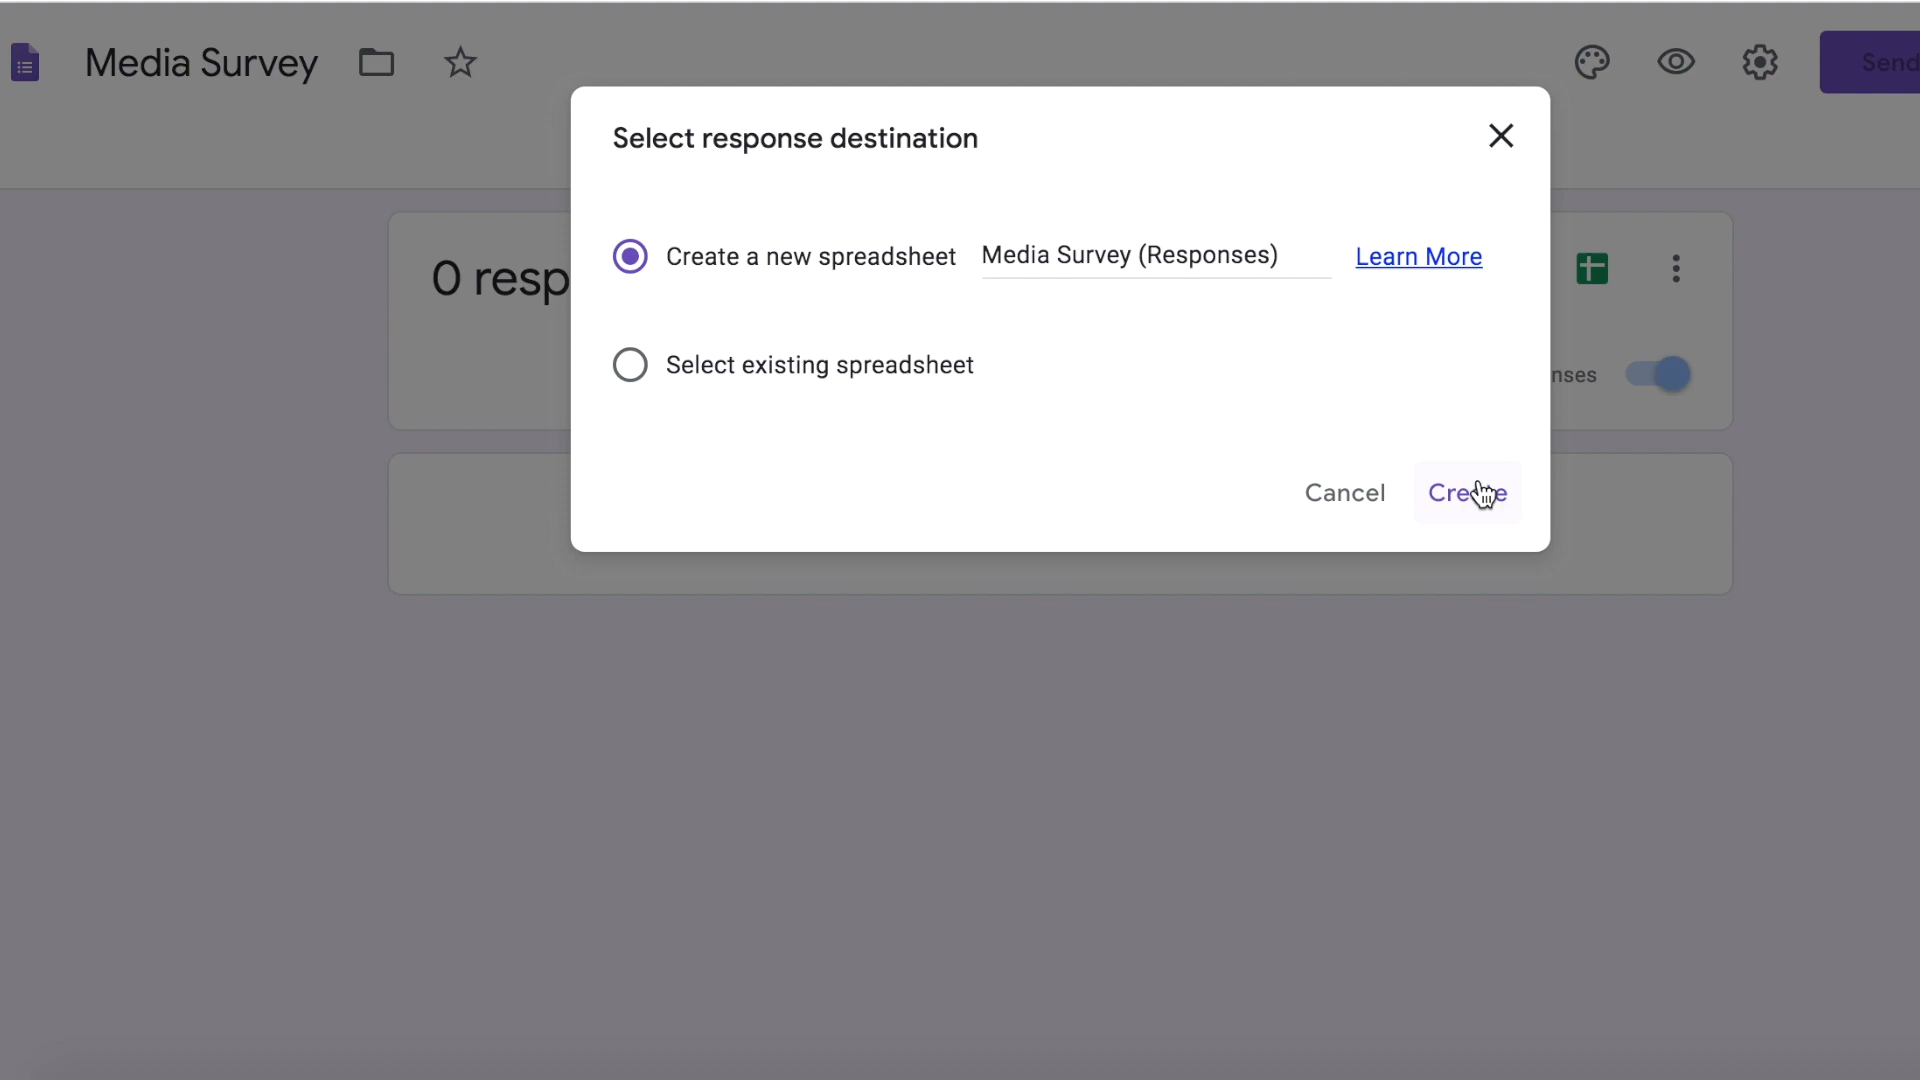 Media Survey
Send
Select response destination
Create a new spreadsheet Media Survey (Responses) Learn More
0 resp
Select existing spreadsheet
nses
Cancel Create